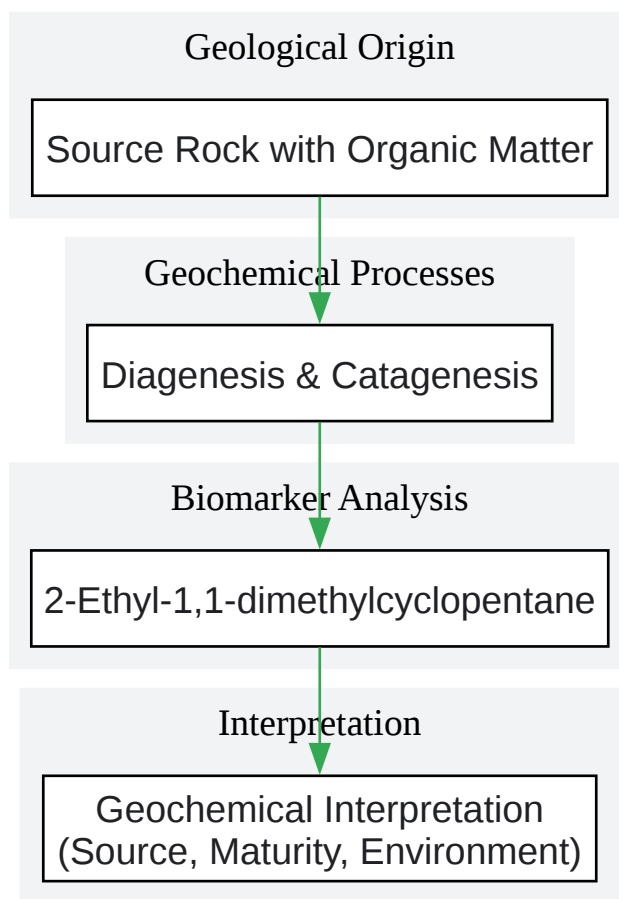 Geological Origin
Source Rock with Organic Matter
Geochemical Processes
Diagenesis & Catagenesis
Biomarker Analysis
2-Ethyl-1,1-dimethylcyclopentane
Interpretation
Geochemical Interpretation
(Source, Maturity, Environment)